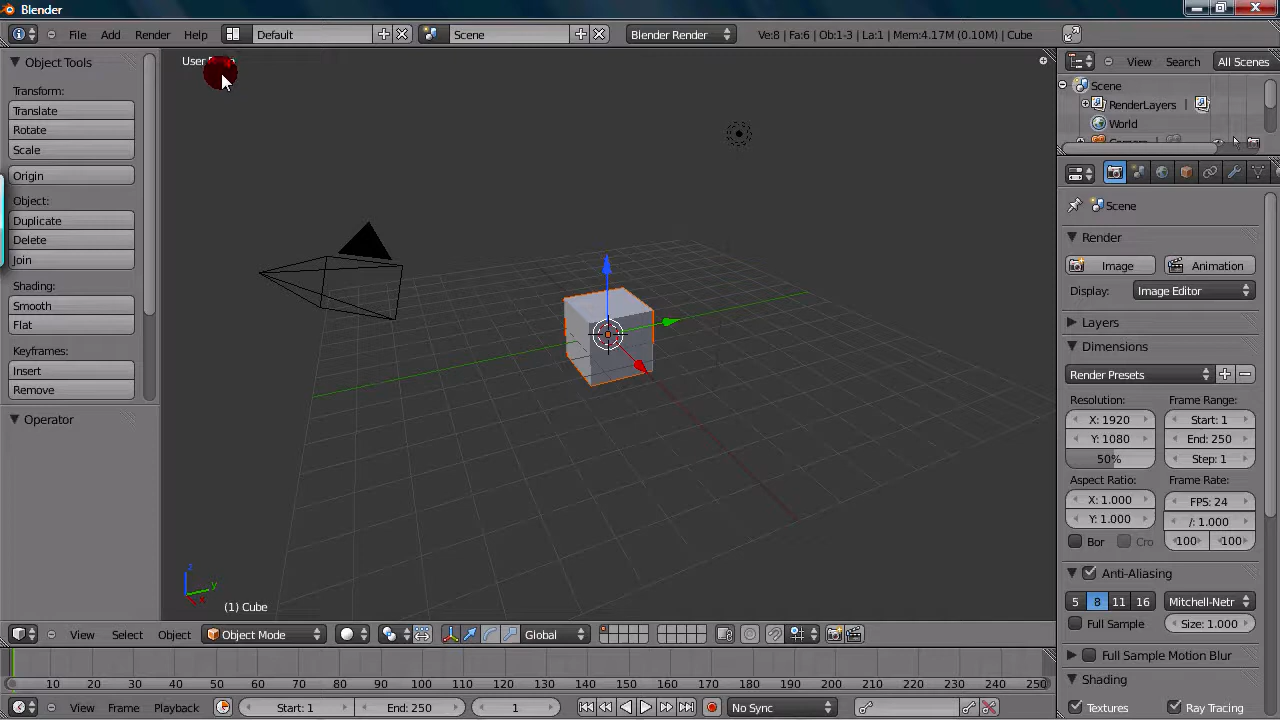 Blender
File Add Render Help Default Scene Blender Render Ve:8 | Fa:6 | Ob:1-3 | La:1 | Mem:4.17M (0.10M) | Cube
Object Tools
Transform:
Translate
Rotate
Scale
Origin
Object:
Duplicate
Delete
Join
Shading:
Smooth
Flat
Keyframes:
Insert
Remove
Operator
User
z
y
x
(1) Cube
View Select Object Object Mode Global
View Search All Scenes
Scene
RenderLayers
World
Scene
Render
Image Animation
Display: Image Editor
Layers
Dimensions
Render Presets
Resolution: Frame Range:
X: 1920 Start: 1
Y: 1080 End: 250
50% Step: 1
Aspect Ratio: Frame Rate:
X: 1.000 FPS: 24
Y: 1.000 /: 1.000
Bor Cro 100 100
Anti-Aliasing
5 8 11 16 Mitchell-Netr
Full Sample Size: 1.000
Full Sample Motion Blur
Shading
Textures Ray Tracing
10 20 30 40 50 60 70 80 90 100 110 120 130 140 150 160 170 180 190 200 210 220 230 240 250
View Frame Playback Start: 1 End: 250 1 No Sync